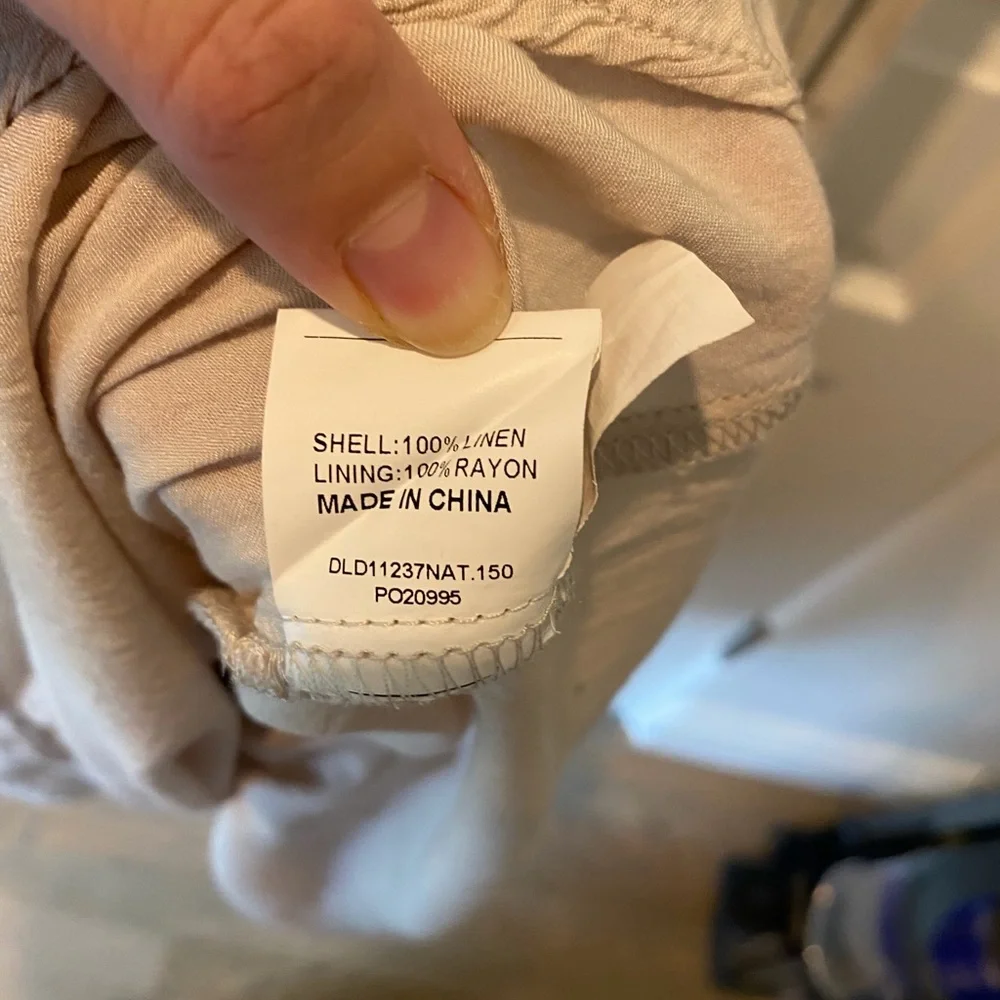 SHELL:100% LINEN
LINING:100% RAYON
MADE IN CHINA
DLD11237NAT.150
PO20995